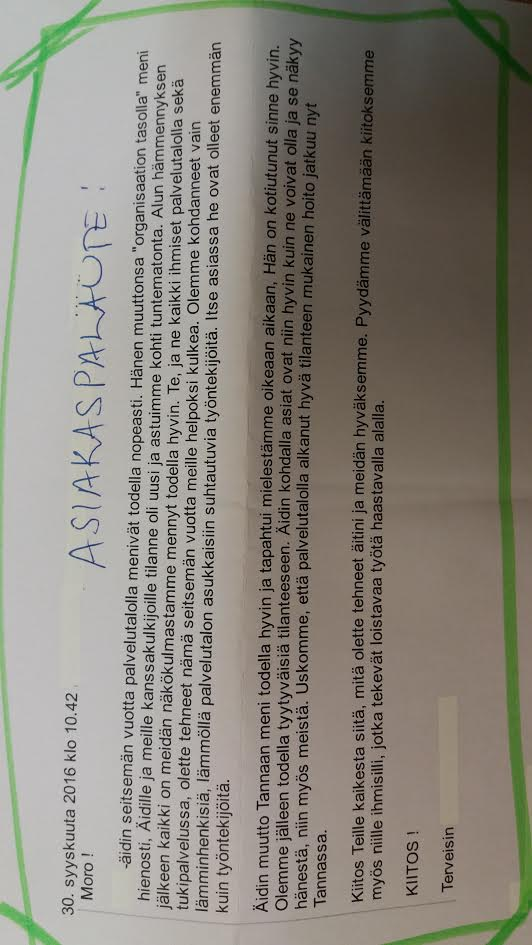 30. syyskuuta 2016 klo 10.42
ASIAKASPALAUTE!
Moro !
-äidin seitsemän vuotta palvelutalolla menivät todella nopeasti. Hänen muuttonsa "organisaation tasolla" meni
hienosti, Äidille ja meille kanssakulkijoille tilanne oli uusi ja astuimme kohti tuntematonta. Alun hämmennyksen
jälkeen kaikki on meidän näkökulmastamme mennyt todella hyvin. Te, ja ne kaikki ihmiset palvelutalolla sekä
tukipalvelussa, olette tehneet nämä seitsemän vuotta meille helpoksi kulkea. Olemme kohdanneet vain
lämminhenkisiä, lämmöllä palvelutalon asukkaisiin suhtautuvia työntekijöitä. Itse asiassa he ovat olleet enemmän
kuin työntekijöitä.
Äidin muutto Tannaan meni todella hyvin ja tapahtui mielestämme oikeaan aikaan, Hän on kotiutunut sinne hyvin.
Olemme jälleen todella tyytyväisiä tilanteeseen. Äidin kohdalla asiat ovat niin hyvin kuin ne voivat olla ja se näkyy
hänestä, niin myös meistä. Uskomme, että palvelutalolla alkanut hyvä tilanteen mukainen hoito jatkuu nyt
Tannassa.
Kiitos Teille kaikesta siitä, mitä olette tehneet äitini ja meidän hyväksemme. Pyydämme välittämään kiitoksemme
myös niille ihmisilli, jotka tekevät loistavaa työtä haastavalla alalla.
KIITOS !
Terveisin